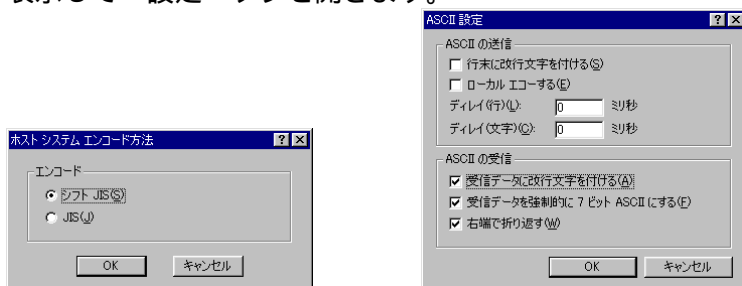 表示して「設定」タブを開きます。
ホスト システム エンコード方法
エンコード
シフト JIS(S)
JIS(J)
OK
キャンセル
ASCII 設定
ASCII の送信
行末に改行文字を付ける(S)
ローカル エコーする(E)
ディレイ(行)(L): 0 ミリ秒
ディレイ(文字)(C): 0 ミリ秒
ASCII の受信
受信データに改行文字を付ける(A)
受信データを強制的に 7 ビット ASCII にする(F)
右端で折り返す(W)
OK
キャンセル